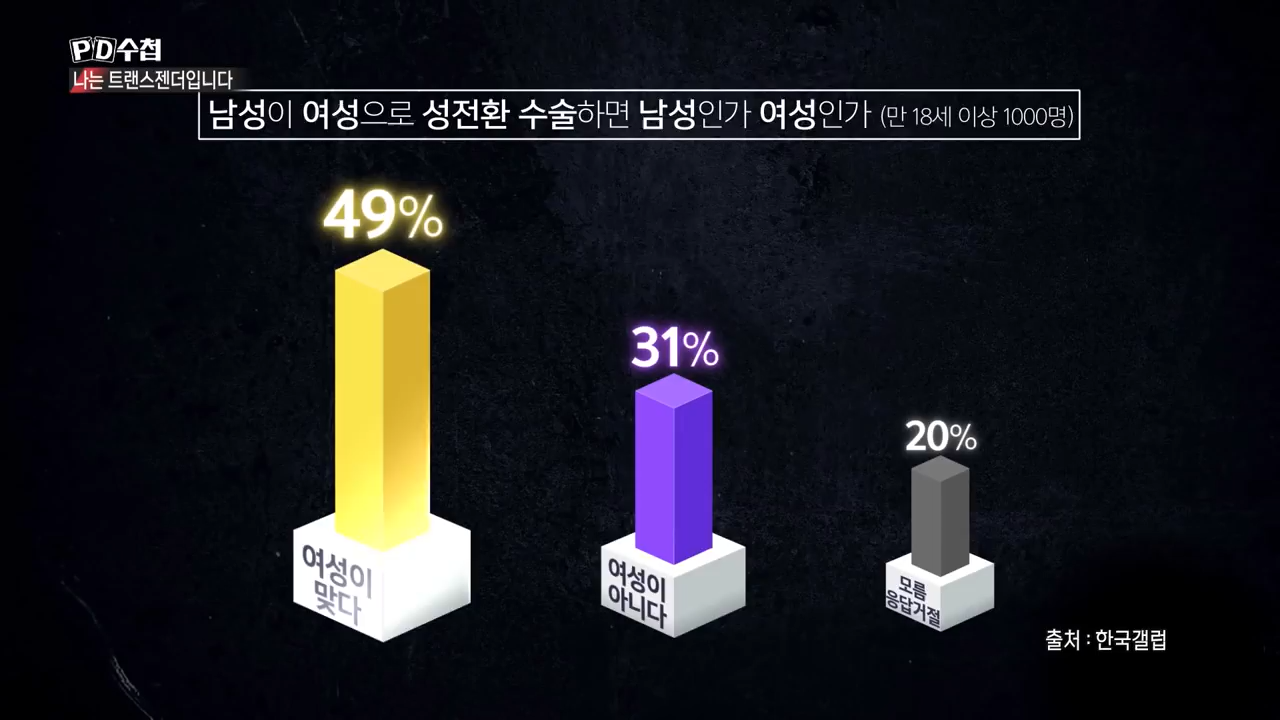 PD수첩
나는 트랜스젠더입니다
남성이 여성으로 성전환 수술하면 남성인가 여성인가 (만 18세 이상 1000명)
49%
31%
20%
여성이
맞다
여성이
아니다
모름
응답거절
출처 : 한국갤럽